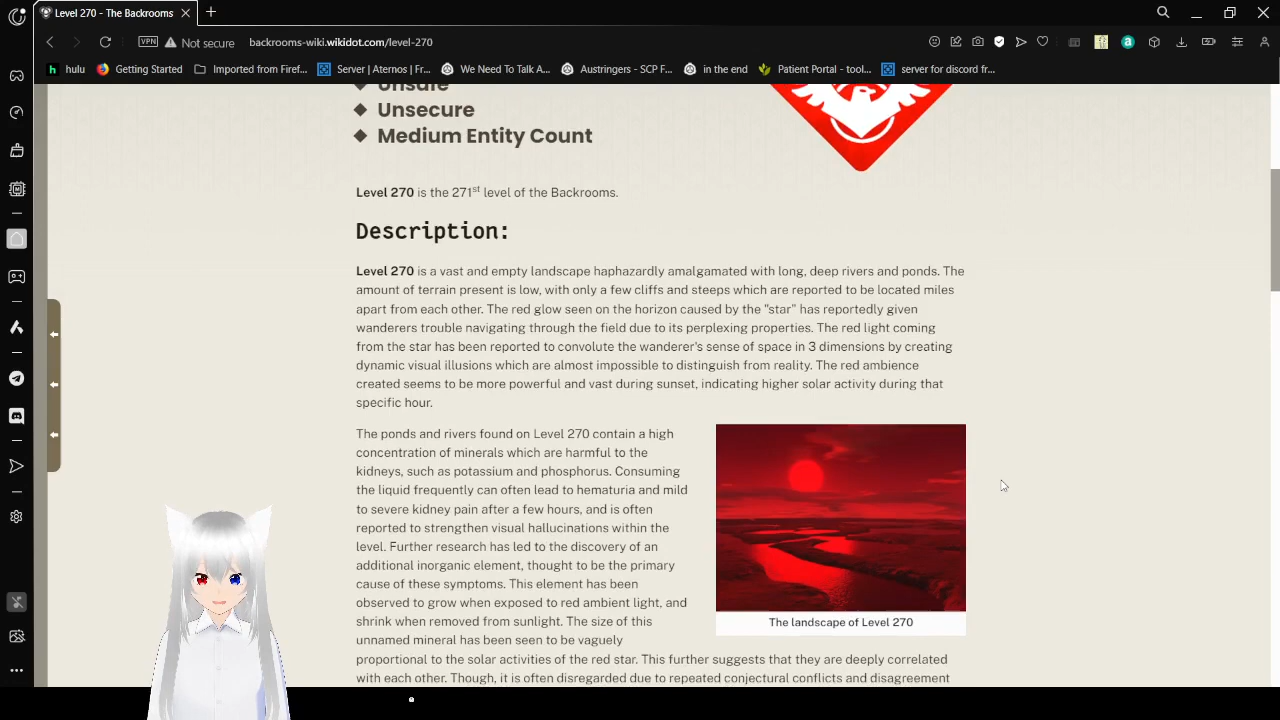 Level 270 - The Backrooms
VPN
Not secure
backrooms-wiki.wikidot.com/level-270
hulu
Getting Started
Imported from Firef...
Server | Aternos | Fr...
We Need To Talk A...
Austringers - SCP F...
in the end
Patient Portal - tool...
server for discord fr...
Unsafe
Unsecure
Medium Entity Count
Level 270 is the 271st level of the Backrooms.
Description:
Level 270 is a vast and empty landscape haphazardly amalgamated with long, deep rivers and ponds. The
amount of terrain present is low, with only a few cliffs and steeps which are reported to be located miles
apart from each other. The red glow seen on the horizon caused by the "star" has reportedly given
wanderers trouble navigating through the field due to its perplexing properties. The red light coming
from the star has been reported to convolute the wanderer's sense of space in 3 dimensions by creating
dynamic visual illusions which are almost impossible to distinguish from reality. The red ambience
created seems to be more powerful and vast during sunset, indicating higher solar activity during that
specific hour.
The ponds and rivers found on Level 270 contain a high
concentration of minerals which are harmful to the
kidneys, such as potassium and phosphorus. Consuming
the liquid frequently can often lead to hematuria and mild
to severe kidney pain after a few hours, and is often
reported to strengthen visual hallucinations within the
level. Further research has led to the discovery of an
additional inorganic element, thought to be the primary
cause of these symptoms. This element has been
observed to grow when exposed to red ambient light, and
shrink when removed from sunlight. The size of this
unnamed mineral has been seen to be vaguely
proportional to the solar activities of the red star. This further suggests that they are deeply correlated
with each other. Though, it is often disregarded due to repeated conjectural conflicts and disagreement
The landscape of Level 270